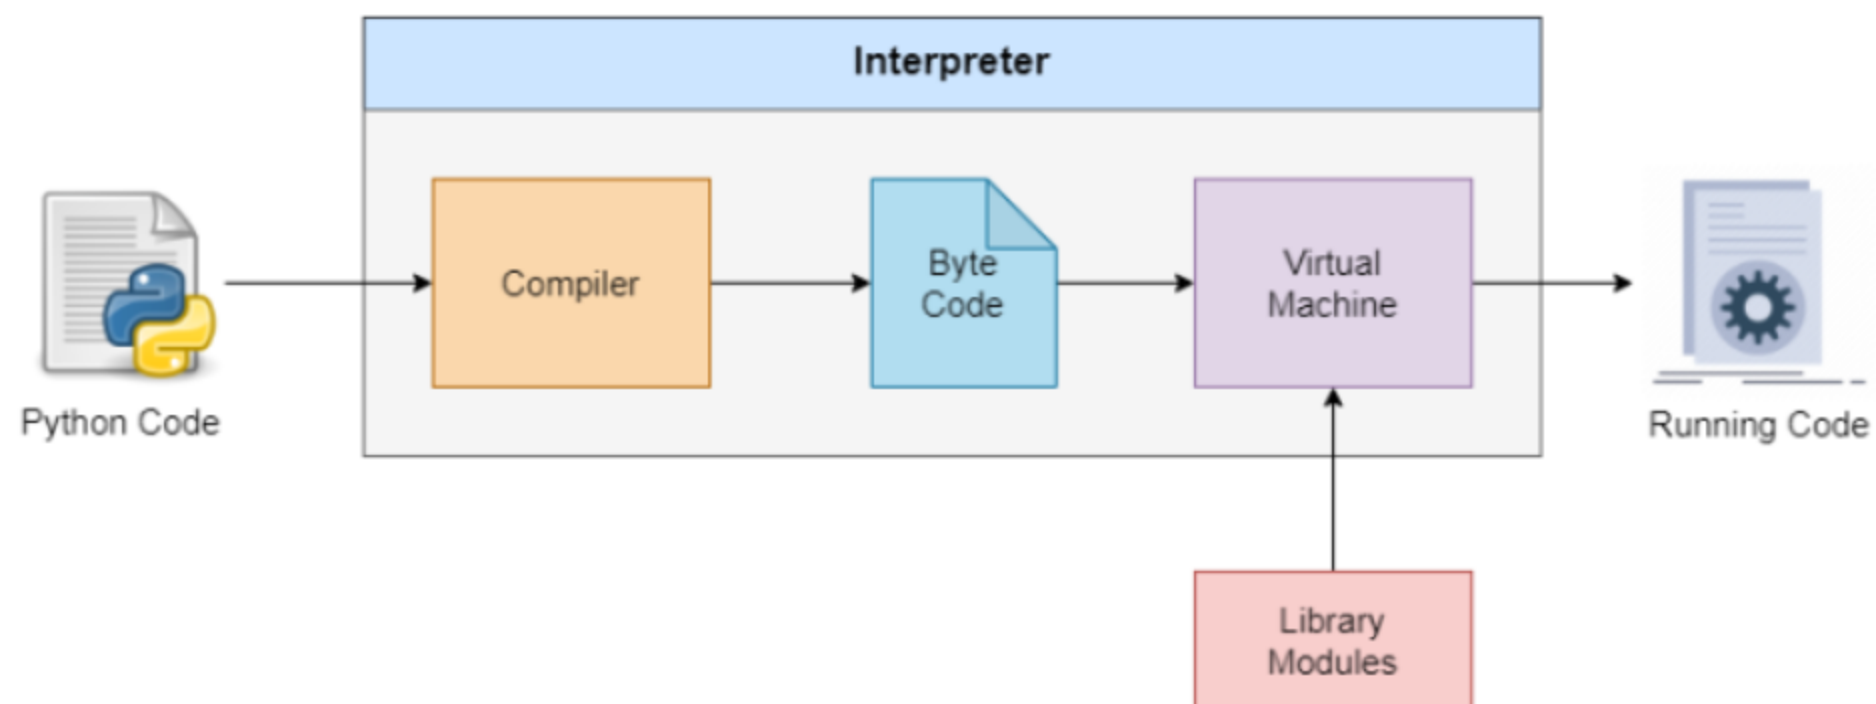 Interpreter
Compiler
Byte
Code
Virtual
Machine
Python Code
Running Code
Library
Modules